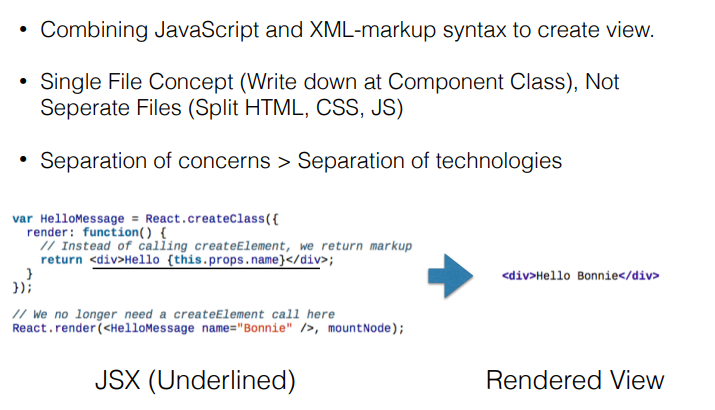 • Combining JavaScript and XML-markup syntax to create view.
• Single File Concept (Write down at Component Class), Not
Seperate Files (Split HTML, CSS, JS)
• Separation of concerns > Separation of technologies
var HelloMessage = React.createClass({
  render: function() {
    // Instead of calling createElement, we return markup
    return <div>Hello {this.props.name}</div>;
  }
});
<div>Hello Bonnie</div>
// We no longer need a createElement call here
React.render(<HelloMessage name="Bonnie" />, mountNode);
JSX (Underlined)
Rendered View